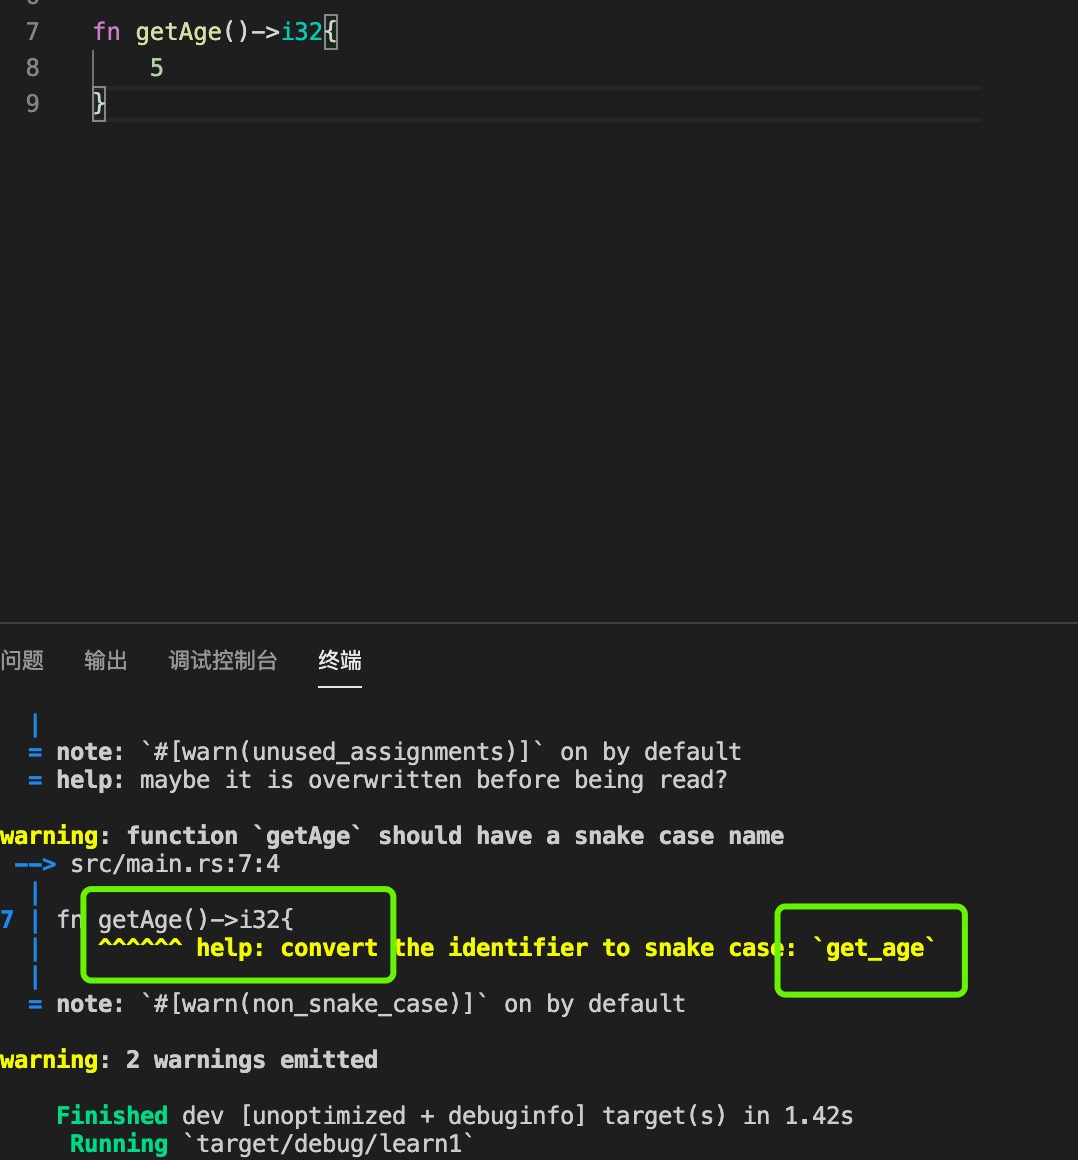 7 fn getAge()->i32{
8 5
9 }
问题 输出 调试控制台 终端
|
= note: `#[warn(unused_assignments)]` on by default
= help: maybe it is overwritten before being read?
warning: function `getAge` should have a snake case name
--> src/main.rs:7:4
|
7 | fn getAge()->i32{
| ^^^^^^ help: convert the identifier to snake case: `get_age`
|
= note: `#[warn(non_snake_case)]` on by default
warning: 2 warnings emitted
Finished dev [unoptimized + debuginfo] target(s) in 1.42s
Running `target/debug/learn1`